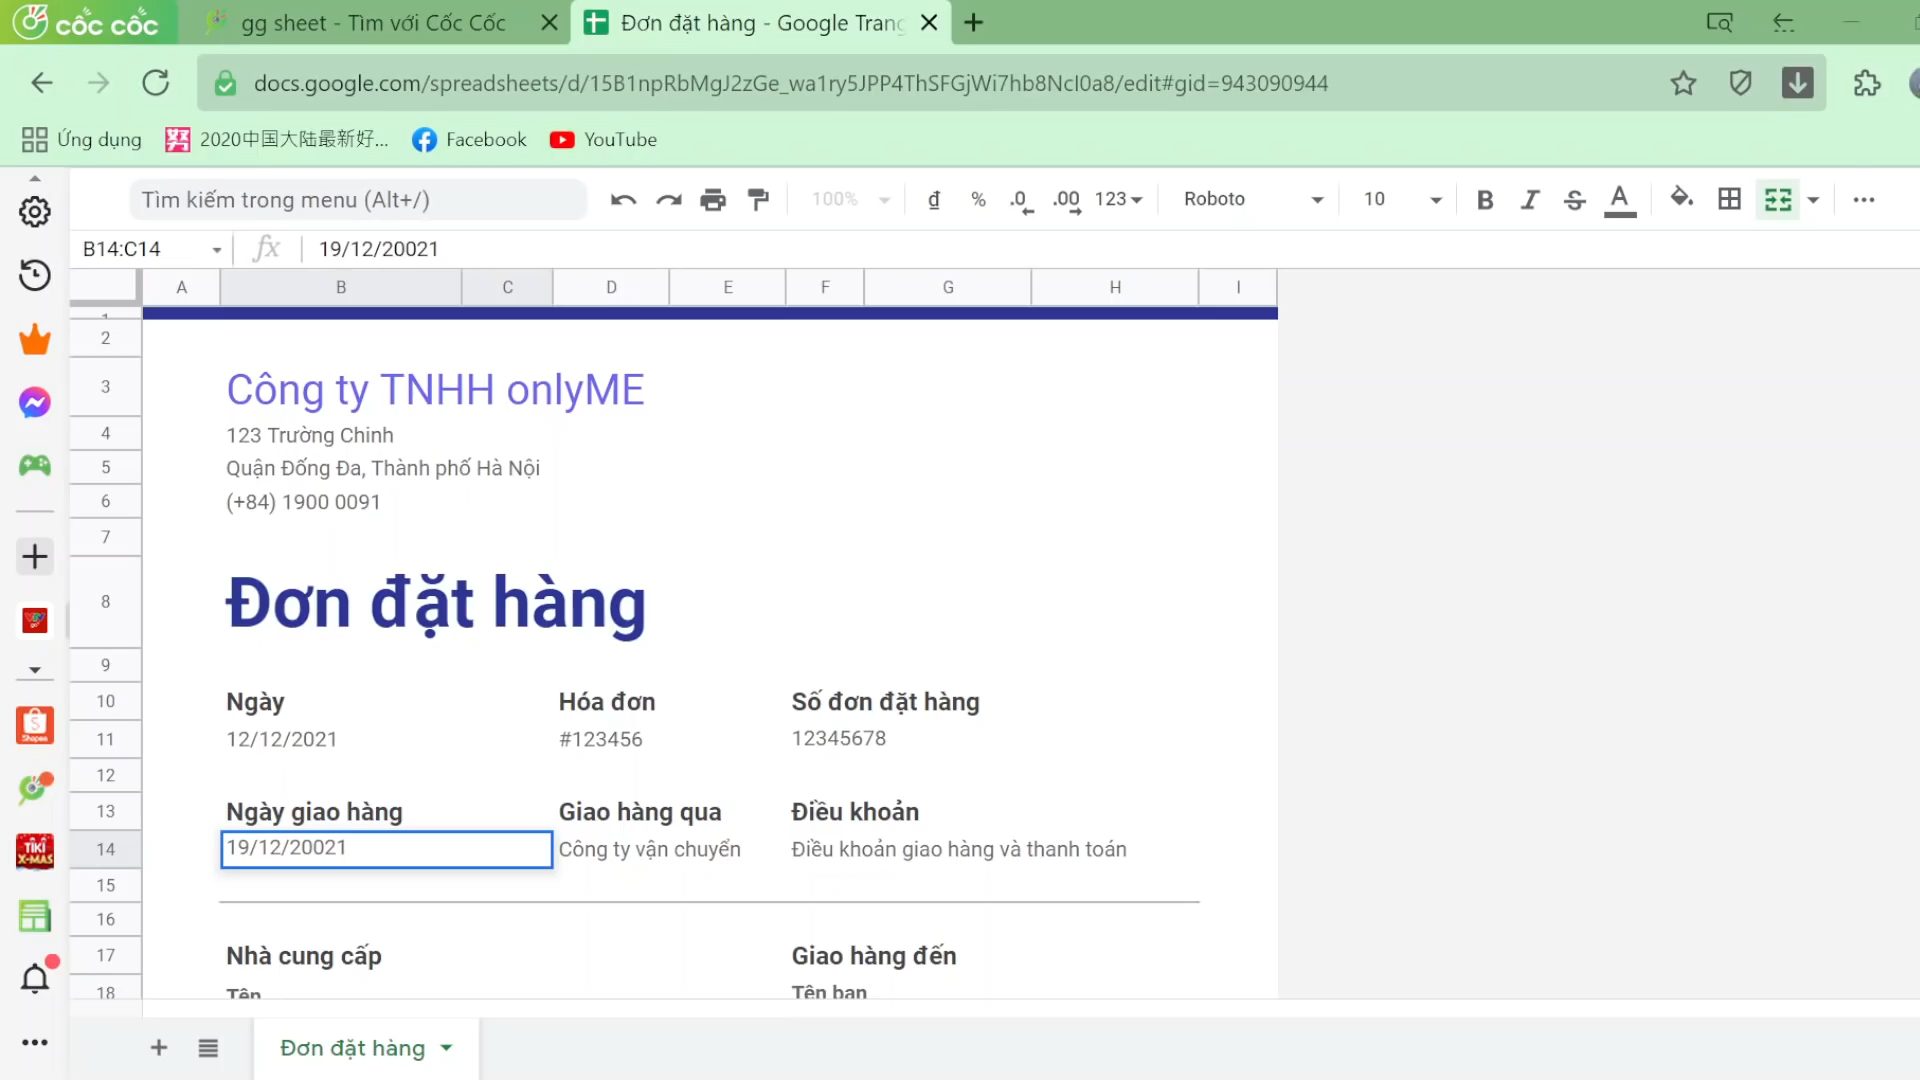 cốc cốc
gg sheet - Tìm với Cốc Cốc
Đơn đặt hàng - Google Trang
docs.google.com/spreadsheets/d/15B1npRbMgJ2zGe_wa1ry5JPP4ThSFGjWi7hb8NcI0a8/edit#gid=943090944
Ứng dụng
2020中国大陆最新好...
Facebook
YouTube
Tìm kiếm trong menu (Alt+/)
100%
đ
%
.0
.00
123
Roboto
10
B
I
S
A
B14:C14
fx
19/12/20021
A B C D E F G H I
1
2
3
Công ty TNHH onlyME
4
123 Trường Chinh
5
Quận Đống Đa, Thành phố Hà Nội
6
(+84) 1900 0091
7
8
Đơn đặt hàng
9
10
Ngày
Hóa đơn
Số đơn đặt hàng
11
12/12/2021
#123456
12345678
12
13
Ngày giao hàng
Giao hàng qua
Điều khoản
14
19/12/20021
Công ty vận chuyển
Điều khoản giao hàng và thanh toán
15
16
17
Nhà cung cấp
Giao hàng đến
18
Tên
Tên bạn
Shopee
TIKI
X-MAS
Đơn đặt hàng